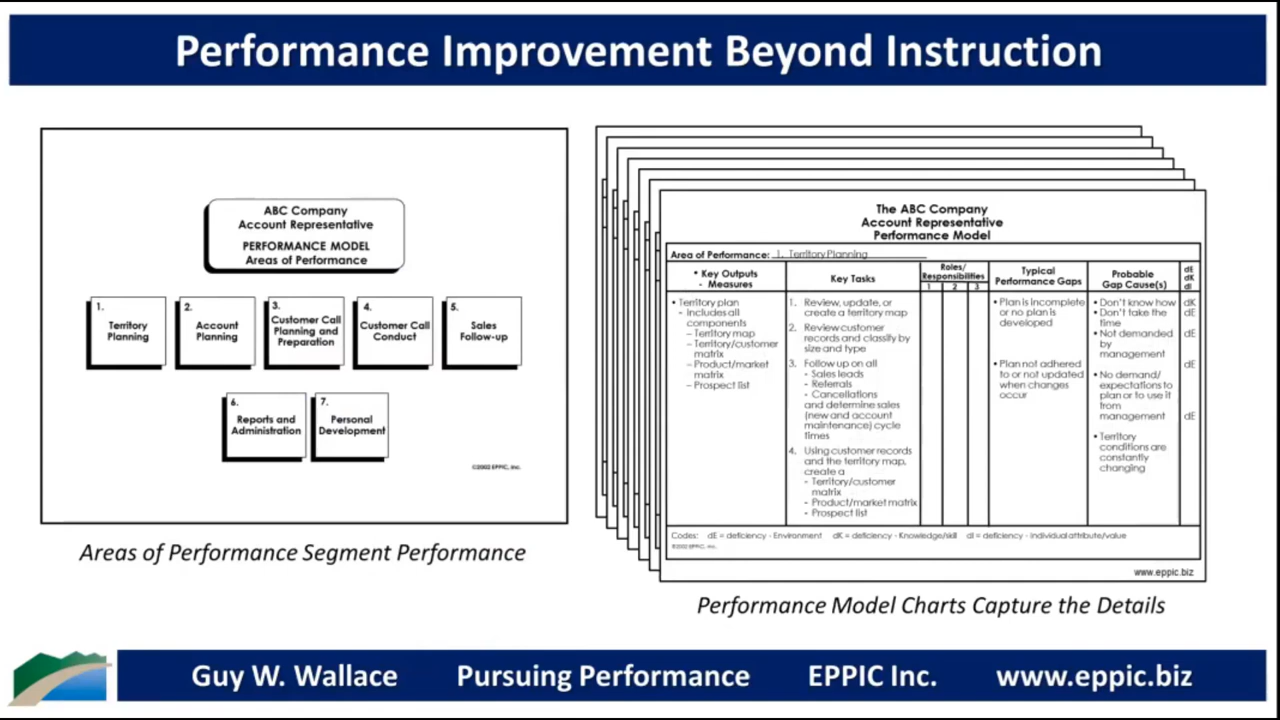 Performance Improvement Beyond Instruction
ABC Company
Account Representative
PERFORMANCE MODEL
Areas of Performance
1.
Territory
Planning
2.
Account
Planning
3.
Customer Call
Planning and
Preparation
4.
Customer Call
Conduct
5.
Sales
Follow-up
6.
Reports and
Administration
7.
Personal
Development
©2002 EPPIC, Inc.
Areas of Performance Segment Performance
The ABC Company
Account Representative
Performance Model
Area of Performance: 1. Territory Planning
• Key Outputs
- Measures
Key Tasks
Roles/
Responsibilities
1 2 3
Typical
Performance Gaps
Probable
Gap Cause(s)
dE
dK
dI
• Territory plan
- Includes all
components
– Territory map
– Territory/customer
matrix
– Product/market
matrix
– Prospect list
1. Review, update, or
create a territory map
2. Review customer
records and classify by
size and type
3. Follow up on all
- Sales leads
- Referrals
- Cancellations
and determine sales
(new and account
maintenance) cycle
times
4. Using customer records
and the territory map,
create a
- Territory/customer
matrix
- Product/market matrix
- Prospect list
• Plan is incomplete
or no plan is
developed
• Plan not adhered
to or not updated
when changes
occur
• Don't know how
• Don't take the
time
• Not demanded
by
management
• No demand/
expectations to
plan or to use it
from
management
• Territory
conditions are
constantly
changing
dK
dE
dE
dE
dE
Codes: dE = deficiency - Environment dK = deficiency - Knowledge/skill dI = deficiency - Individual attribute/value
©2002 EPPIC, Inc.
www.eppic.biz
Performance Model Charts Capture the Details
Guy W. Wallace Pursuing Performance EPPIC Inc. www.eppic.biz